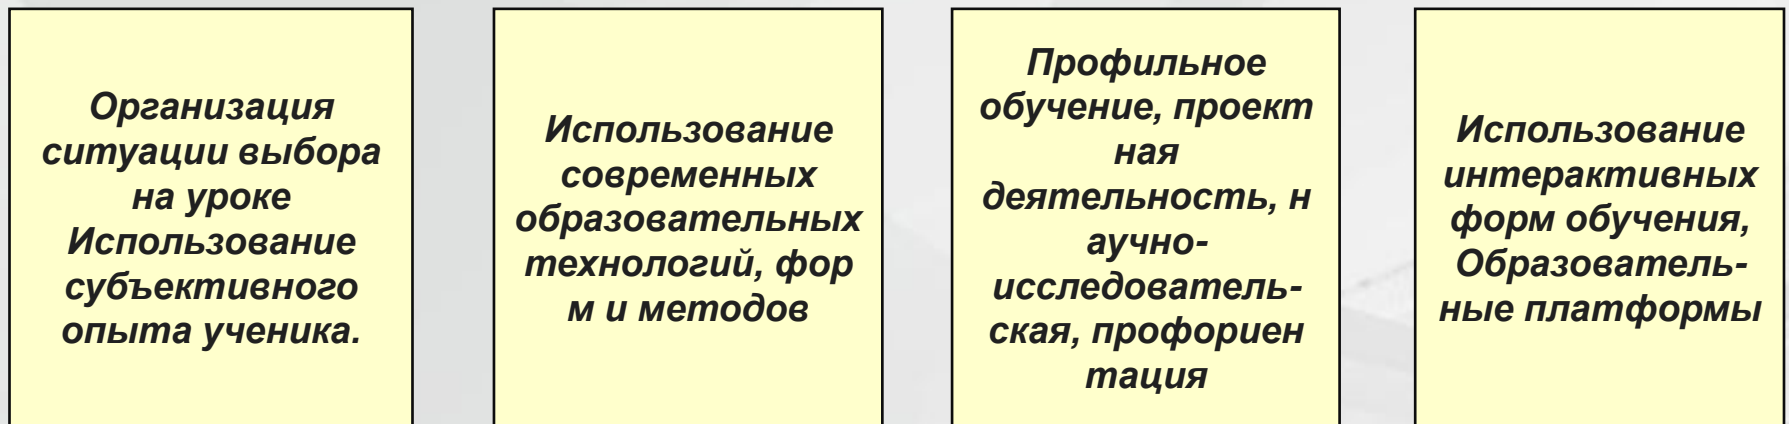 Организация
ситуации выбора
на уроке
Использование
субъективного
опыта ученика.
Использование
современных
образовательных
технологий, фор
м и методов
Профильное
обучение, проект
ная
деятельность, н
аучно-
исследователь-
ская, профориен
тация
Использование
интерактивных
форм обучения,
Образователь-
ные платформы